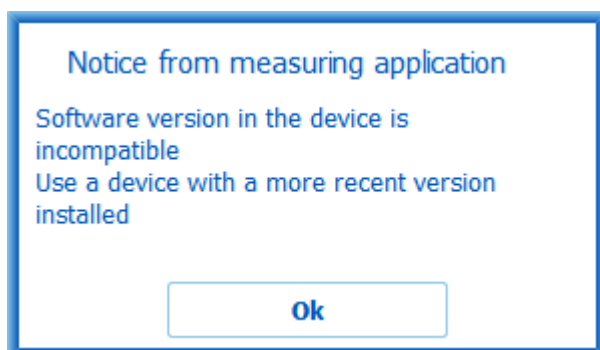 Notice from measuring application
Software version in the device is
incompatible
Use a device with a more recent version
installed
Ok